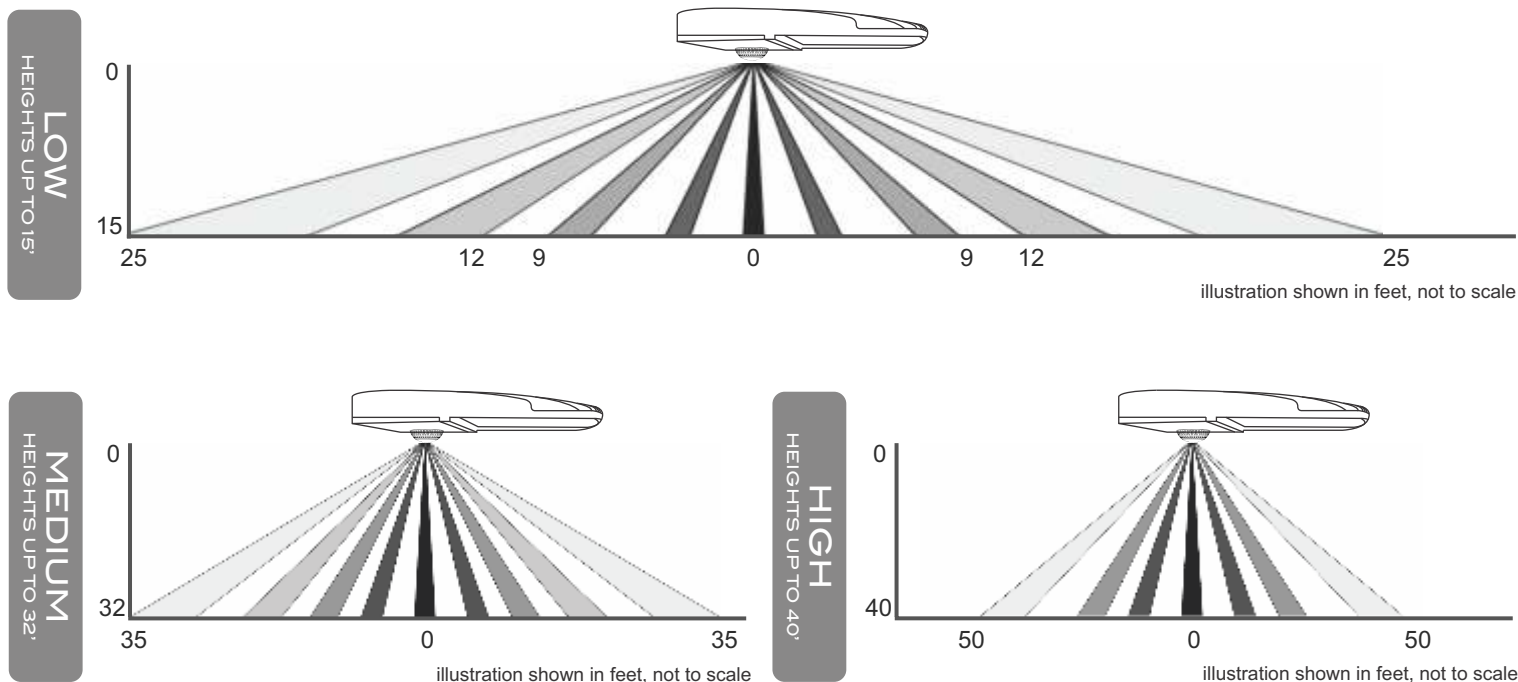 LOW
HEIGHTS UP TO 15'
0
15
25 12 9 0 9 12 25
illustration shown in feet, not to scale
MEDIUM
HEIGHTS UP TO 32'
0
32
35 0 35
illustration shown in feet, not to scale
HIGH
HEIGHTS UP TO 40'
0
40
50 0 50
illustration shown in feet, not to scale